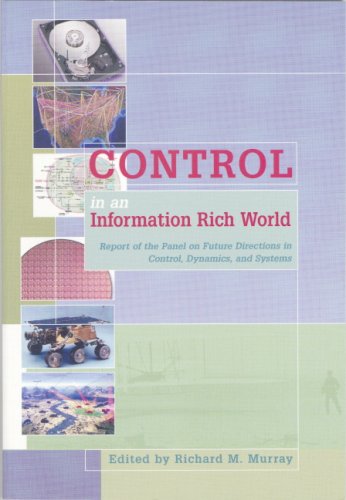 CONTROL
in an
Information Rich World
Report of the Panel on Future Directions in
Control, Dynamics, and Systems
Edited by Richard M. Murray